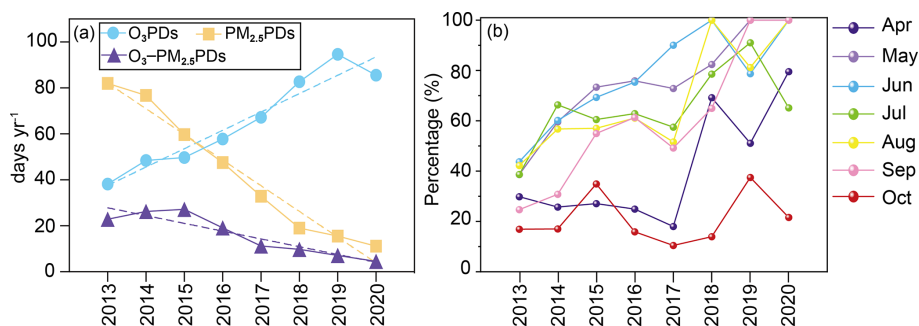 (a)
O₃PDs
PM₂.₅PDs
O₃–PM₂.₅PDs
days yr⁻¹
100
80
60
40
20
0
2013
2014
2015
2016
2017
2018
2019
2020
(b)
Percentage (%)
100
80
60
40
20
0
2013
2014
2015
2016
2017
2018
2019
2020
Apr
May
Jun
Jul
Aug
Sep
Oct